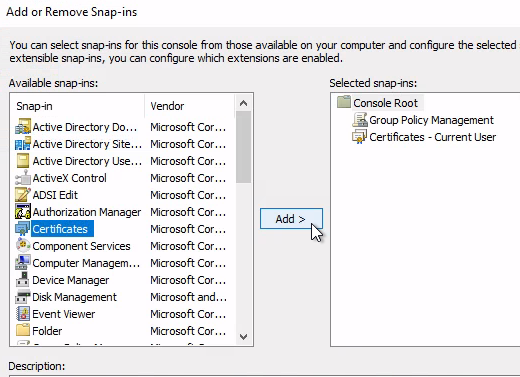 Add or Remove Snap-ins
You can select snap-ins for this console from those available on your computer and configure the selected
extensible snap-ins, you can configure which extensions are enabled.
Available snap-ins:
Selected snap-ins:
Snap-in Vendor
Active Directory Do... Microsoft Cor...
Active Directory Site... Microsoft Cor...
Active Directory Use... Microsoft Cor...
ActiveX Control Microsoft Cor...
ADSI Edit Microsoft Cor...
Authorization Manager Microsoft Cor...
Certificates Microsoft Cor...
Component Services Microsoft Cor...
Computer Managem... Microsoft Cor...
Device Manager Microsoft Cor...
Disk Management Microsoft and...
Event Viewer Microsoft Cor...
Folder Microsoft Cor...
Add >
Console Root
Group Policy Management
Certificates - Current User
Description: